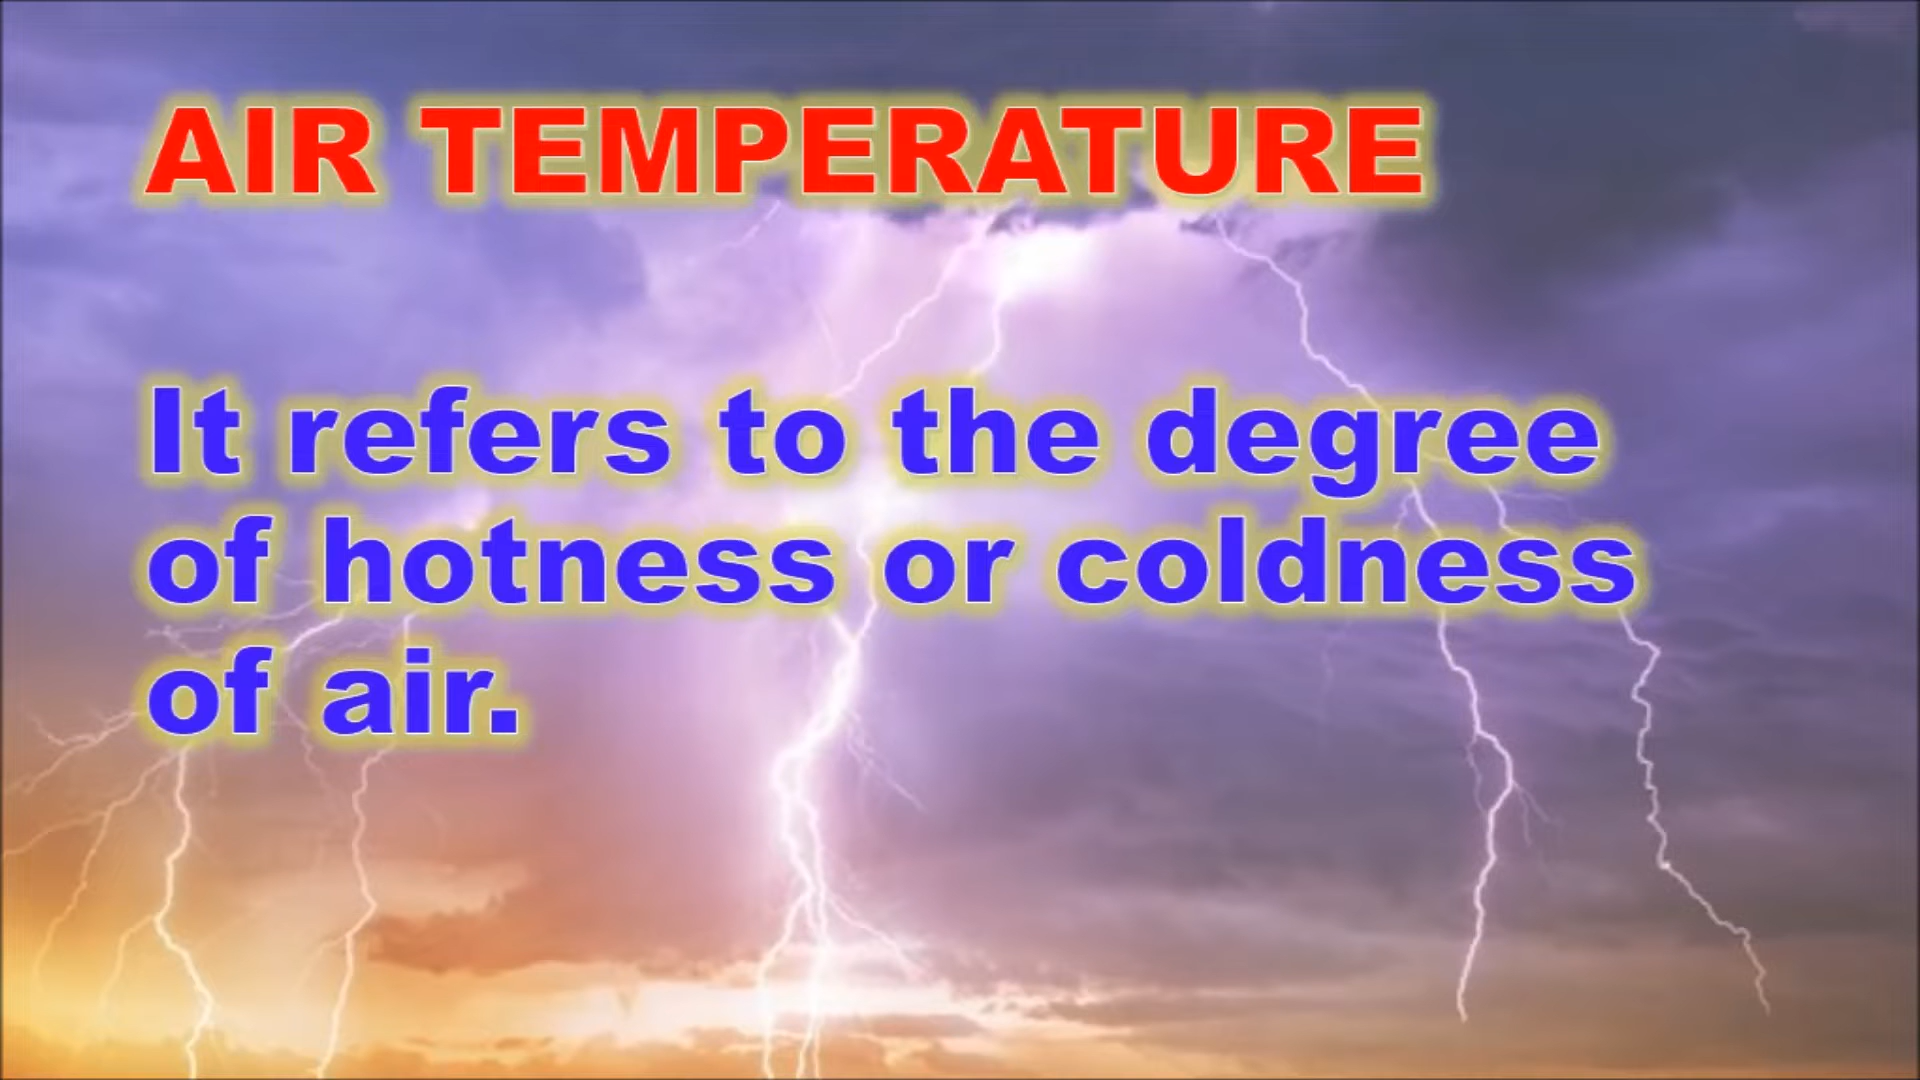 AIR TEMPERATURE
It refers to the degree
of hotness or coldness
of air.